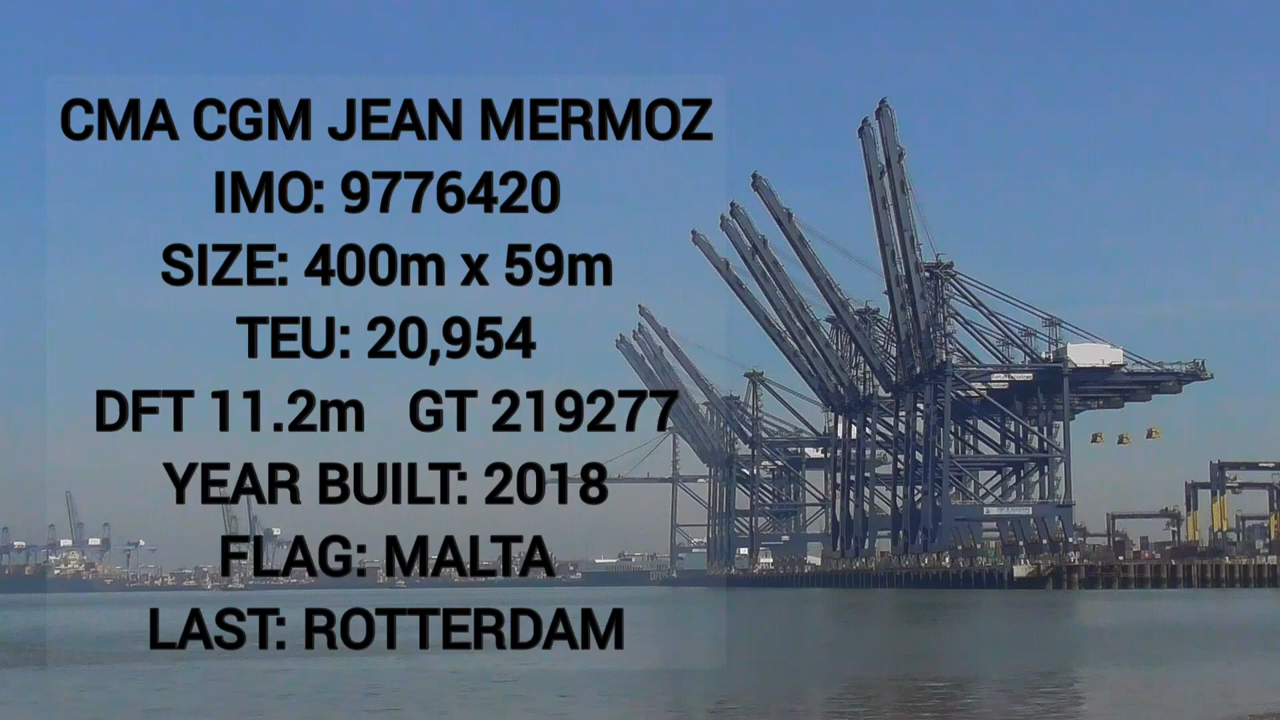 CMA CGM JEAN MERMOZ
IMO: 9776420
SIZE: 400m x 59m
TEU: 20,954
DFT 11.2m GT 219277
YEAR BUILT: 2018
FLAG: MALTA
LAST: ROTTERDAM